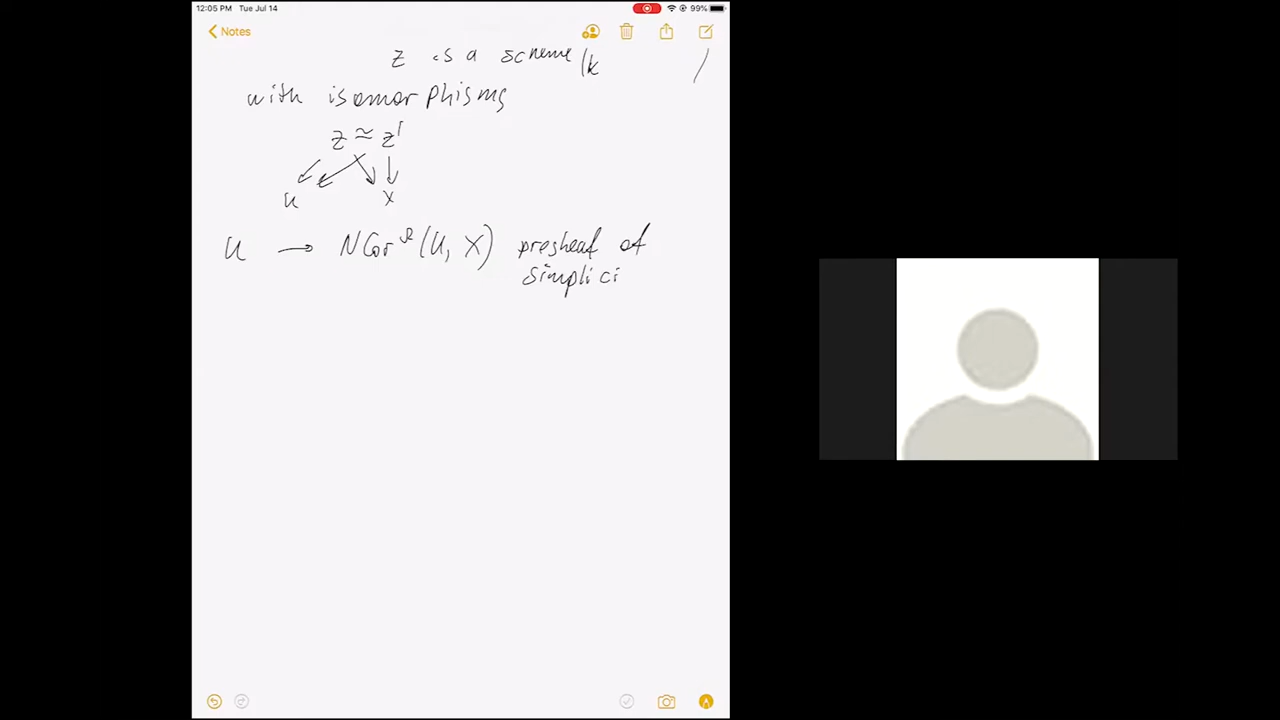 12:05 PM Tue Jul 14 99%
Notes
Z is a scheme /k
with isomorphisms
Z ≈ Z'
U X
U → NCor (U, X) presheaf of
simplici